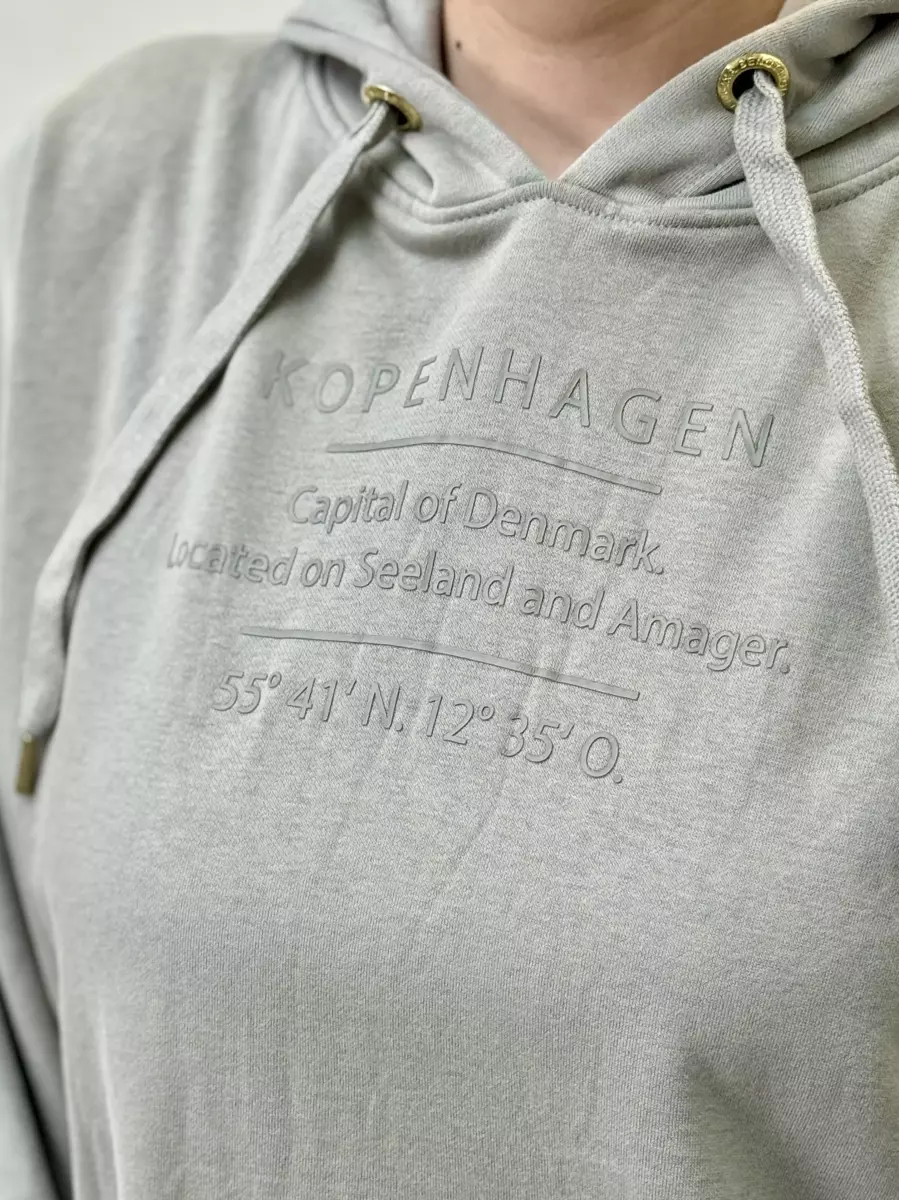 KOPENHAGEN
Capital of Denmark.
Located on Seeland and Amager.
55° 41′ N. 12° 35′ O.